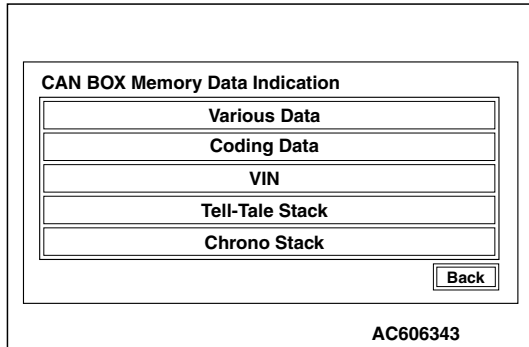 CAN BOX Memory Data Indication
Various Data
Coding Data
VIN
Tell-Tale Stack
Chrono Stack
Back
AC606343